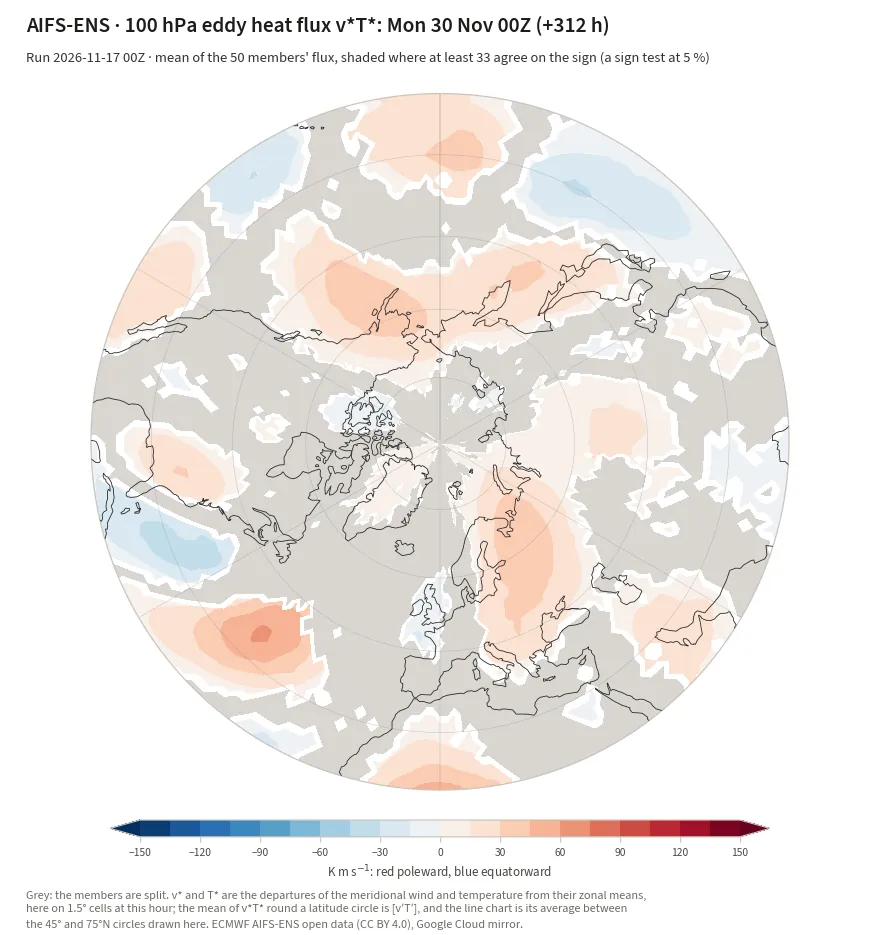 AIFS-ENS · 100 hPa eddy heat flux v*T*: Mon 30 Nov 00Z (+312 h)
Run 2026-11-17 00Z · mean of the 50 members' flux, shaded where at least 33 agree on the sign (a sign test at 5 %)
−150 −120 −90 −60 −30 0 30 60 90 120 150
K m s⁻¹: red poleward, blue equatorward
Grey: the members are split. v* and T* are the departures of the meridional wind and temperature from their zonal means,
here on 1.5° cells at this hour; the mean of v*T* round a latitude circle is [v′T′], and the line chart is its average between
the 45° and 75°N circles drawn here. ECMWF AIFS-ENS open data (CC BY 4.0), Google Cloud mirror.